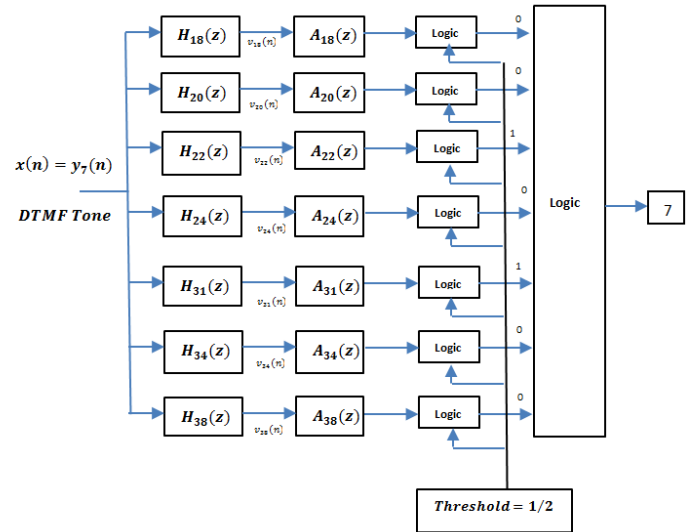 H₁₈(z) v₁₈(n) A₁₈(z) Logic 0
H₂₀(z) v₂₀(n) A₂₀(z) Logic 0
H₂₂(z) v₂₂(n) A₂₂(z) Logic 1
x(n) = y₇(n)
DTMF Tone
H₂₄(z) v₂₄(n) A₂₄(z) Logic 0
Logic
7
H₃₁(z) v₃₁(n) A₃₁(z) Logic 1
H₃₄(z) v₃₄(n) A₃₄(z) Logic 0
H₃₈(z) v₃₈(n) A₃₈(z) Logic 0
Threshold = 1/2